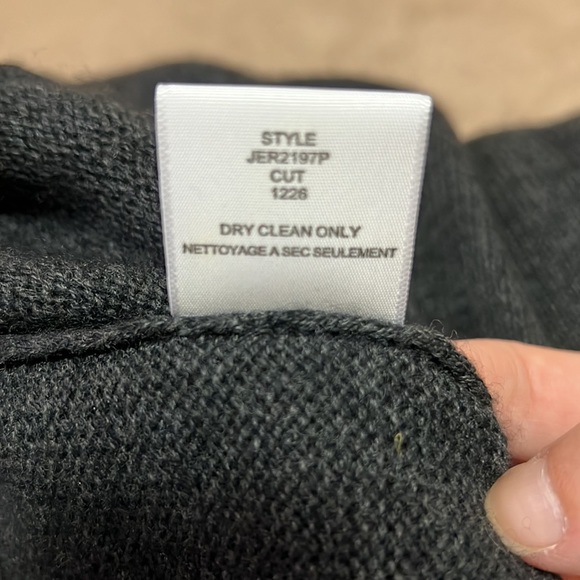 STYLE
JER2197P
CUT
1226
DRY CLEAN ONLY
NETTOYAGE A SEC SEULEMENT